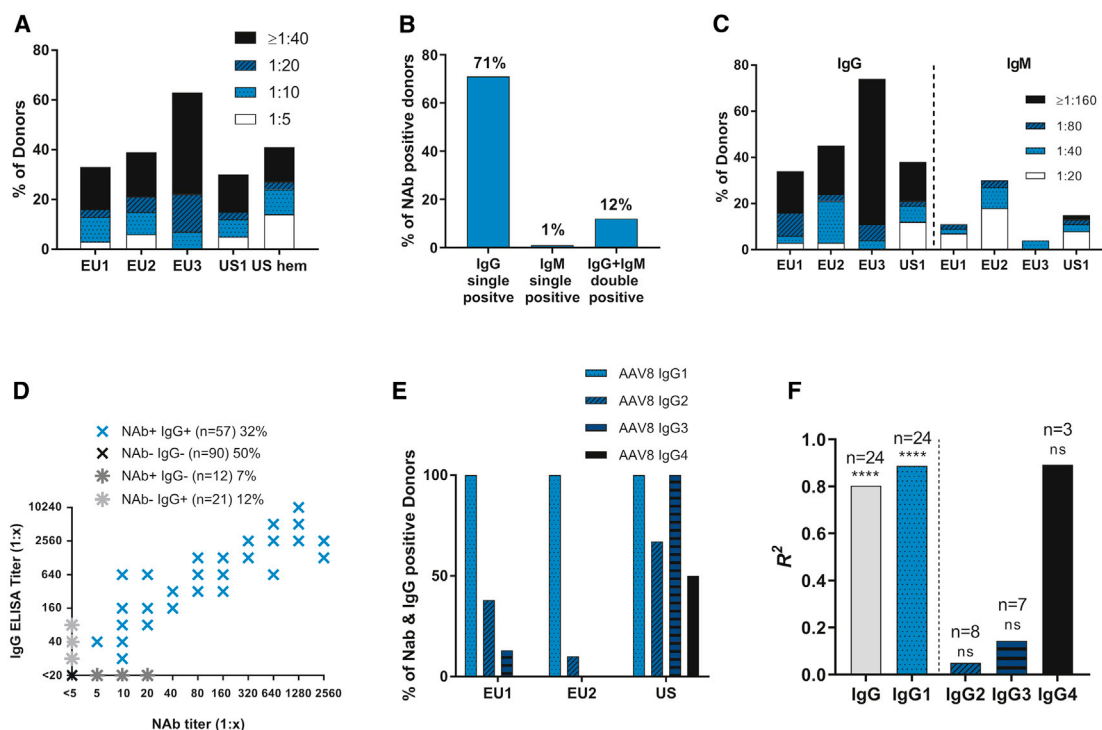 A
≥1:40
1:20
1:10
1:5
80
60
40
20
0
% of Donors
EU1 EU2 EU3 US1 US hem
B
80
60
40
20
0
% of NAb positive donors
71%
1%
12%
IgG single positve
IgM single positive
IgG+IgM double positive
C
IgG
IgM
≥1:160
1:80
1:40
1:20
80
60
40
20
0
% of Donors
EU1 EU2 EU3 US1 EU1 EU2 EU3 US1
D
NAb+ IgG+ (n=57) 32%
NAb- IgG- (n=90) 50%
NAb+ IgG- (n=12) 7%
NAb- IgG+ (n=21) 12%
10240
2560
640
160
40
<20
IgG ELISA Titer (1:x)
<5 5 10 20 40 80 160 320 640 1280 2560
NAb titer (1:x)
E
AAV8 IgG1
AAV8 IgG2
AAV8 IgG3
AAV8 IgG4
100
50
0
% of Nab & IgG positive Donors
EU1 EU2 US
F
1.0
0.8
0.6
0.4
0.2
0.0
R²
n=24
****
n=24
****
n=8
ns
n=7
ns
n=3
ns
IgG IgG1 IgG2 IgG3 IgG4